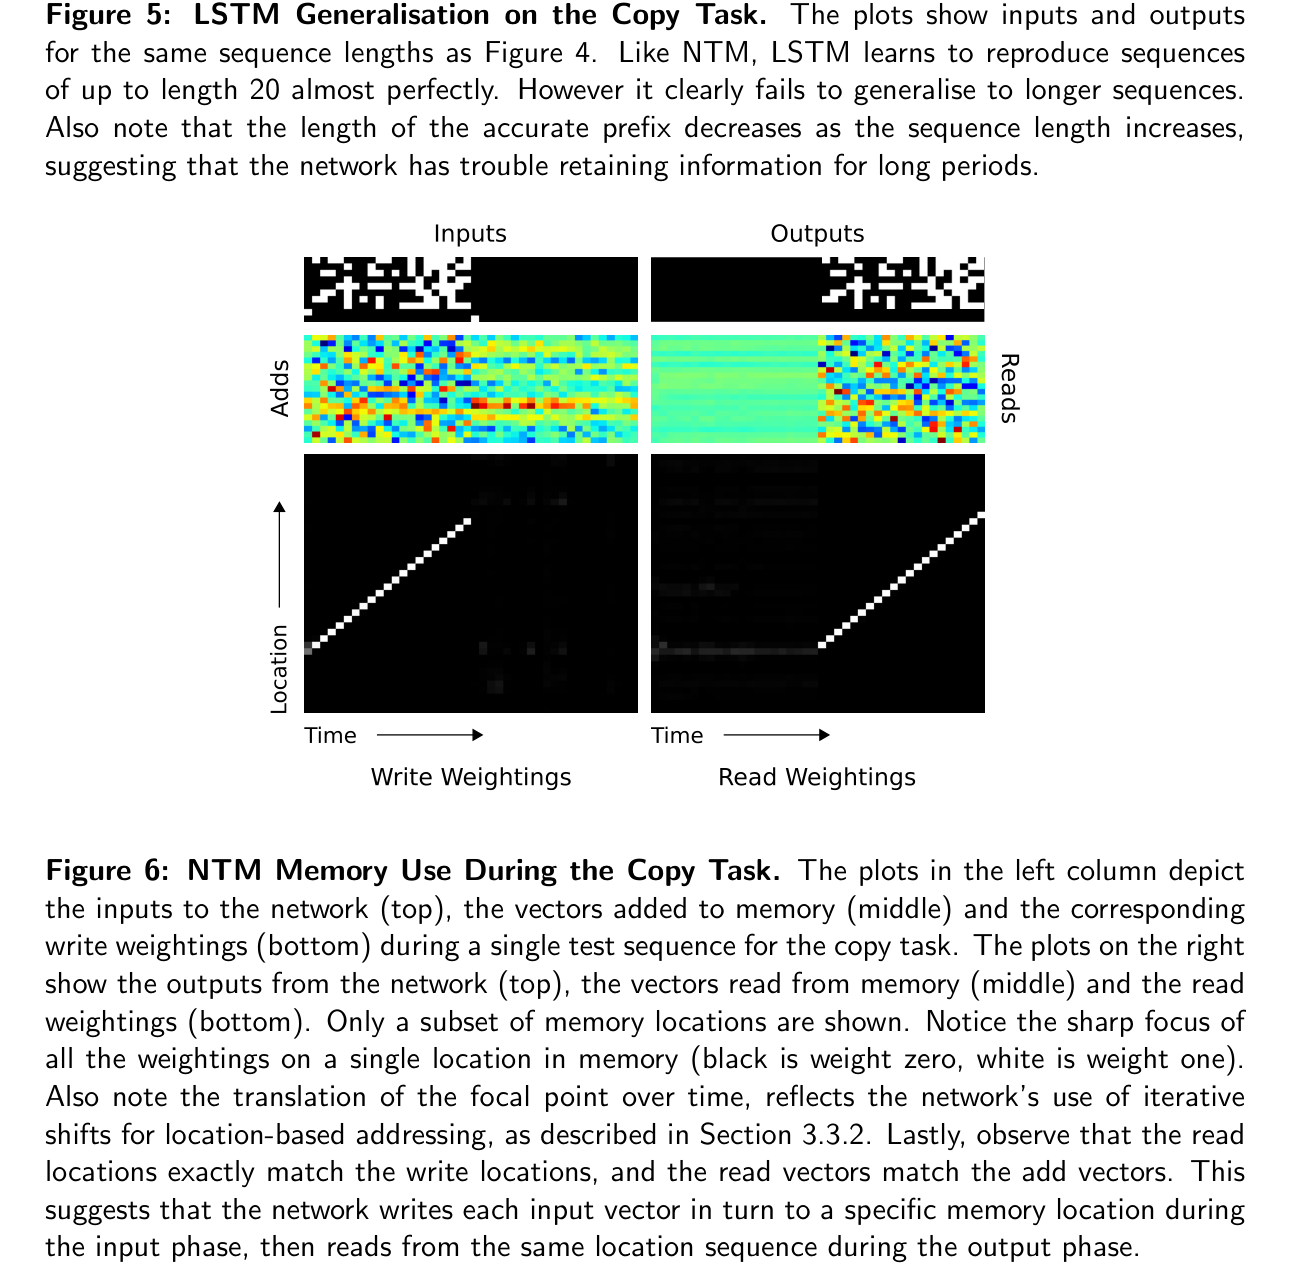 Figure 5: LSTM Generalisation on the Copy Task. The plots show inputs and outputs
for the same sequence lengths as Figure 4. Like NTM, LSTM learns to reproduce sequences
of up to length 20 almost perfectly. However it clearly fails to generalise to longer sequences.
Also note that the length of the accurate prefix decreases as the sequence length increases,
suggesting that the network has trouble retaining information for long periods.
Inputs
Outputs
Adds
Reads
Location
Time
Time
Write Weightings
Read Weightings
Figure 6: NTM Memory Use During the Copy Task. The plots in the left column depict
the inputs to the network (top), the vectors added to memory (middle) and the corresponding
write weightings (bottom) during a single test sequence for the copy task. The plots on the right
show the outputs from the network (top), the vectors read from memory (middle) and the read
weightings (bottom). Only a subset of memory locations are shown. Notice the sharp focus of
all the weightings on a single location in memory (black is weight zero, white is weight one).
Also note the translation of the focal point over time, reflects the network's use of iterative
shifts for location-based addressing, as described in Section 3.3.2. Lastly, observe that the read
locations exactly match the write locations, and the read vectors match the add vectors. This
suggests that the network writes each input vector in turn to a specific memory location during
the input phase, then reads from the same location sequence during the output phase.